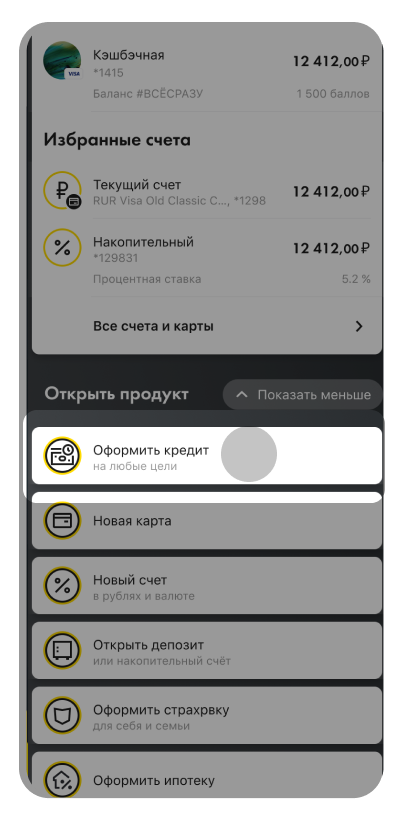 Кэшбэчная 12 412,00 ₽
VISA *1415
Баланс #ВСЁСРАЗУ 1 500 баллов
Избранные счета
Текущий счет 12 412,00 ₽
RUR Visa Old Classic C..., *1298
Накопительный 12 412,00 ₽
*129831
Процентная ставка 5.2 %
Все счета и карты
Открыть продукт Показать меньше
Оформить кредит
на любые цели
Новая карта
Новый счет
в рублях и валюте
Открыть депозит
или накопительный счёт
Оформить страхрвку
для себя и семьи
Оформить ипотеку